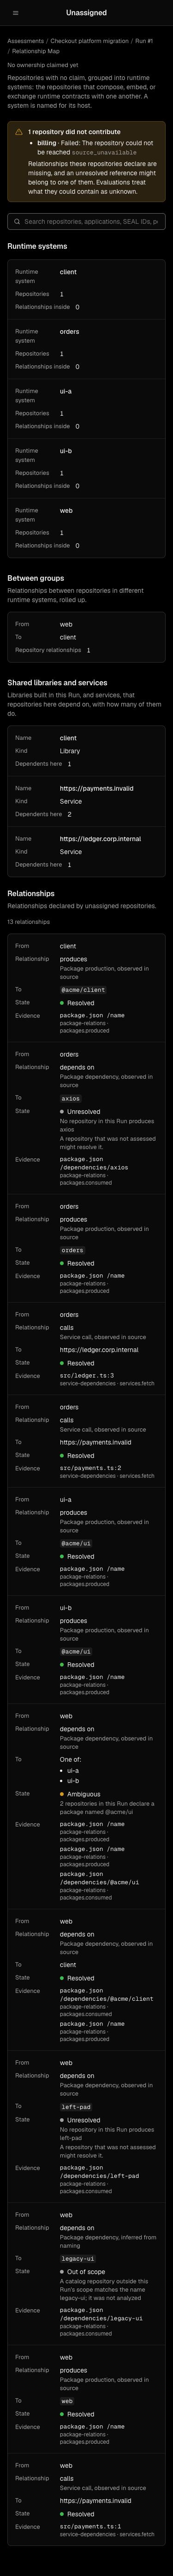 Unassigned
Assessments / Checkout platform migration / Run #1
/ Relationship Map
No ownership claimed yet
Repositories with no claim, grouped into runtime
systems: the repositories that compose, embed, or
exchange runtime contracts with one another. A
system is named for its host.
1 repository did not contribute
• billing · Failed: The repository could not
be reached source_unavailable
Relationships these repositories declare are
missing, and an unresolved reference might
belong to one of them. Evaluations treat
what they could contain as unknown.
Search repositories, applications, SEAL IDs, pe
Runtime systems
Runtime system client
Repositories 1
Relationships inside 0
Runtime system orders
Repositories 1
Relationships inside 0
Runtime system ui-a
Repositories 1
Relationships inside 0
Runtime system ui-b
Repositories 1
Relationships inside 0
Runtime system web
Repositories 1
Relationships inside 0
Between groups
Relationships between repositories in different
runtime systems, rolled up.
From web
To client
Repository relationships 1
Shared libraries and services
Libraries built in this Run, and services, that
repositories here depend on, with how many of them
do.
Name client
Kind Library
Dependents here 1
Name https://payments.invalid
Kind Service
Dependents here 2
Name https://ledger.corp.internal
Kind Service
Dependents here 1
Relationships
Relationships declared by unassigned repositories.
13 relationships
From client
Relationship produces
Package production, observed in
source
To @acme/client
State Resolved
Evidence package.json /name
package-relations ·
packages.produced
From orders
Relationship depends on
Package dependency, observed in
source
To axios
State Unresolved
No repository in this Run produces
axios
A repository that was not assessed
might resolve it.
Evidence package.json
/dependencies/axios
package-relations ·
packages.consumed
From orders
Relationship produces
Package production, observed in
source
To orders
State Resolved
Evidence package.json /name
package-relations ·
packages.produced
From orders
Relationship calls
Service call, observed in source
To https://ledger.corp.internal
State Resolved
Evidence src/ledger.ts:3
service-dependencies · services.fetch
From orders
Relationship calls
Service call, observed in source
To https://payments.invalid
State Resolved
Evidence src/payments.ts:2
service-dependencies · services.fetch
From ui-a
Relationship produces
Package production, observed in
source
To @acme/ui
State Resolved
Evidence package.json /name
package-relations ·
packages.produced
From ui-b
Relationship produces
Package production, observed in
source
To @acme/ui
State Resolved
Evidence package.json /name
package-relations ·
packages.produced
From web
Relationship depends on
Package dependency, observed in
source
To One of:
• ui-a
• ui-b
State Ambiguous
2 repositories in this Run declare a
package named @acme/ui
Evidence package.json /name
package-relations ·
packages.produced
package.json /name
package-relations ·
packages.produced
package.json
/dependencies/@acme/ui
package-relations ·
packages.consumed
From web
Relationship depends on
Package dependency, observed in
source
To client
State Resolved
Evidence package.json
/dependencies/@acme/client
package-relations ·
packages.consumed
package.json /name
package-relations ·
packages.produced
From web
Relationship depends on
Package dependency, observed in
source
To left-pad
State Unresolved
No repository in this Run produces
left-pad
A repository that was not assessed
might resolve it.
Evidence package.json
/dependencies/left-pad
package-relations ·
packages.consumed
From web
Relationship depends on
Package dependency, inferred from
naming
To legacy-ui
State Out of scope
A catalog repository outside this
Run's scope matches the name
legacy-ui; it was not analyzed
Evidence package.json
/dependencies/legacy-ui
package-relations ·
packages.consumed
From web
Relationship produces
Package production, observed in
source
To web
State Resolved
Evidence package.json /name
package-relations ·
packages.produced
From web
Relationship calls
Service call, observed in source
To https://payments.invalid
State Resolved
Evidence src/payments.ts:1
service-dependencies · services.fetch